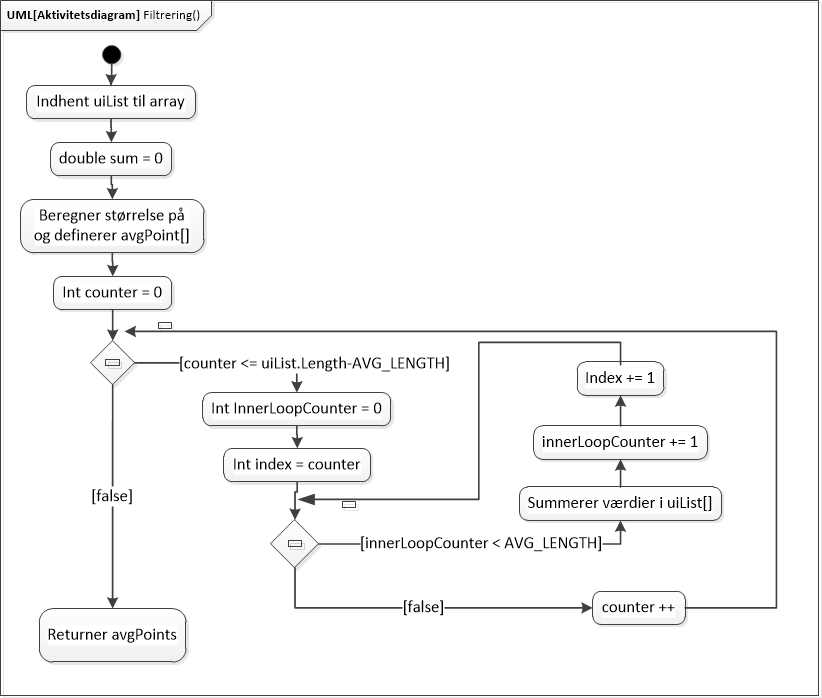 UML[Aktivitetsdiagram] Filtrering()
Indhent uiList til array
double sum = 0
Beregner størrelse på
og definerer avgPoint[]
Int counter = 0
[counter <= uiList.Length-AVG_LENGTH]
Index += 1
Int InnerLoopCounter = 0
innerLoopCounter += 1
Int index = counter
[false]
Summerer værdier i uiList[]
[innerLoopCounter < AVG_LENGTH]
[false]
counter ++
Returner avgPoints